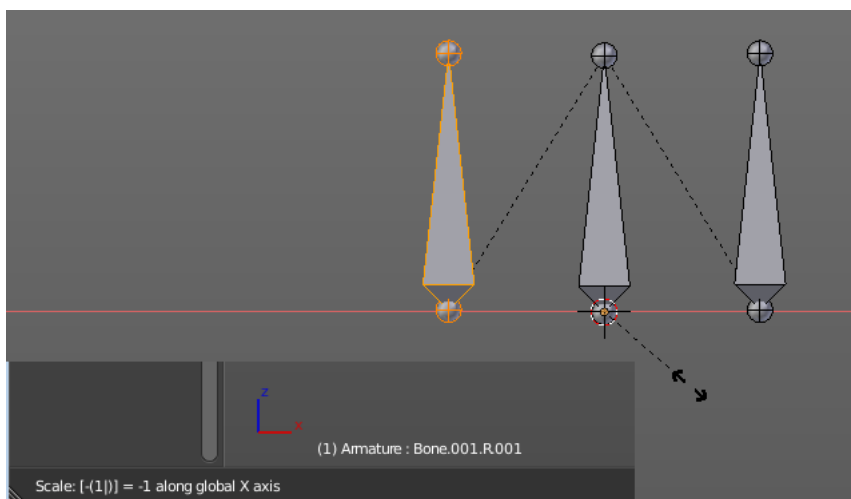 z
x
(1) Armature : Bone.001.R.001
Scale: [-(1|)] = -1 along global X axis